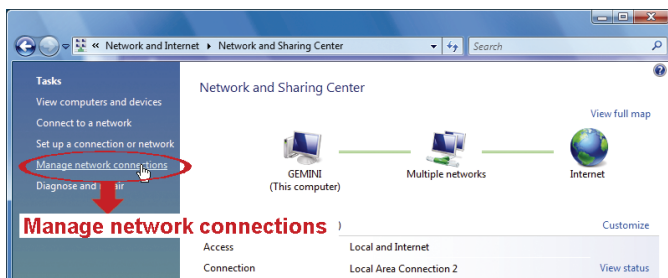 « Network and Internet ▸ Network and Sharing Center
Search
Tasks
View computers and devices
Connect to a network
Set up a connection or network
Manage network connections
Diagnose and
Network and Sharing Center
View full map
GEMINI
(This computer)
Multiple networks
Internet
Manage network connections
) Customize
Access Local and Internet
Connection Local Area Connection 2 View status